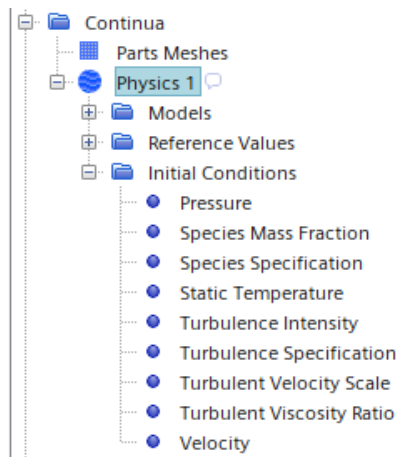 Continua
Parts Meshes
Physics 1
Models
Reference Values
Initial Conditions
Pressure
Species Mass Fraction
Species Specification
Static Temperature
Turbulence Intensity
Turbulence Specification
Turbulent Velocity Scale
Turbulent Viscosity Ratio
Velocity